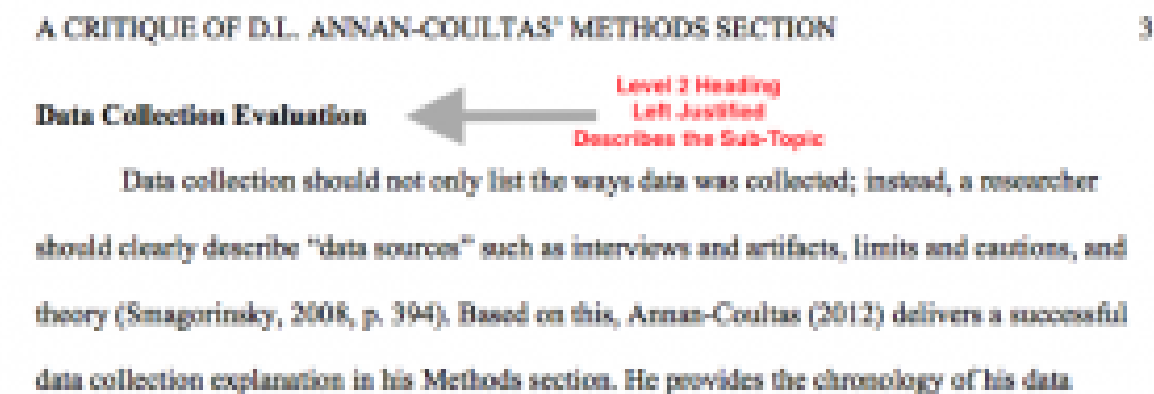 A CRITIQUE OF D.L. ANNAN-COULTAS' METHODS SECTION 3
Data Collection Evaluation
Level 2 Heading
Left Justified
Describes the Sub-Topic
Data collection should not only list the ways data was collected; instead, a researcher
should clearly describe "data sources" such as interviews and artifacts, limits and cautions, and
theory (Smagorinsky, 2008, p. 394). Based on this, Annan-Coultas (2012) delivers a successful
data collection explanation in his Methods section. He provides the chronology of his data